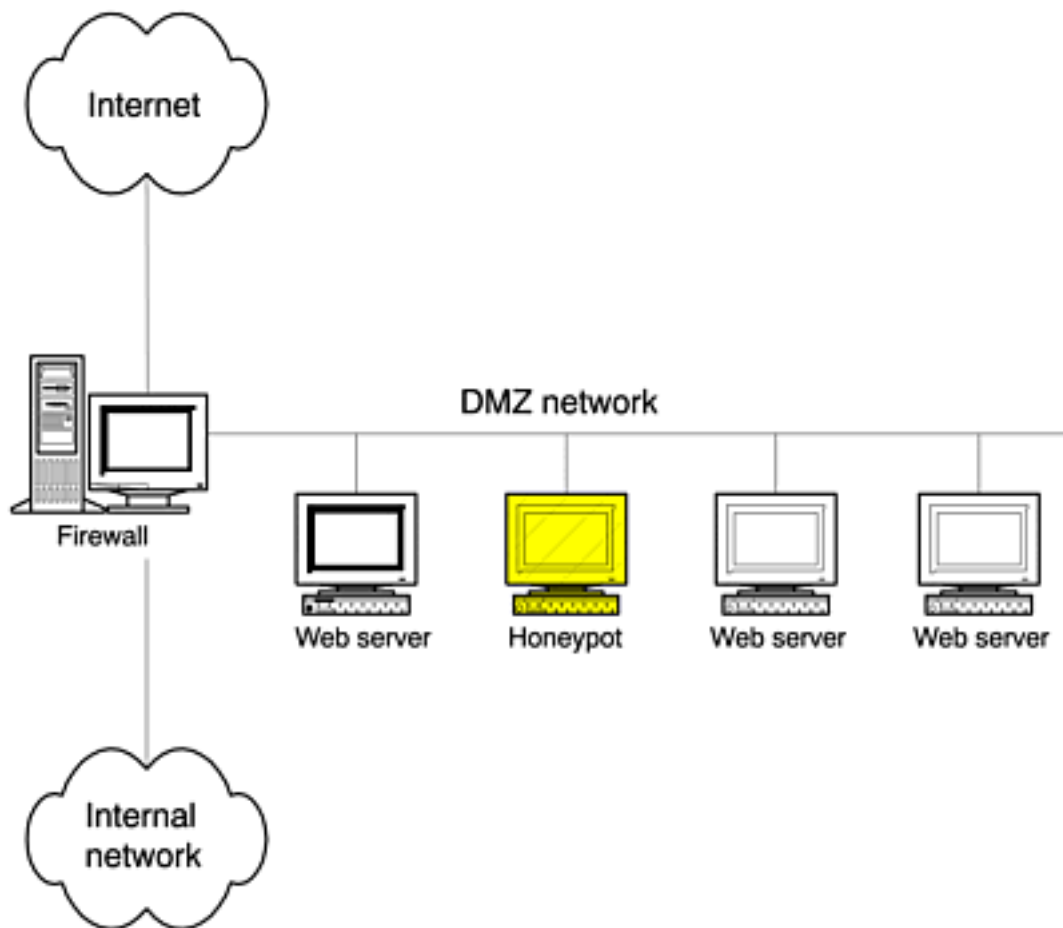 Internet
DMZ network
Firewall
Web server
Honeypot
Web server
Web server
Internal
network